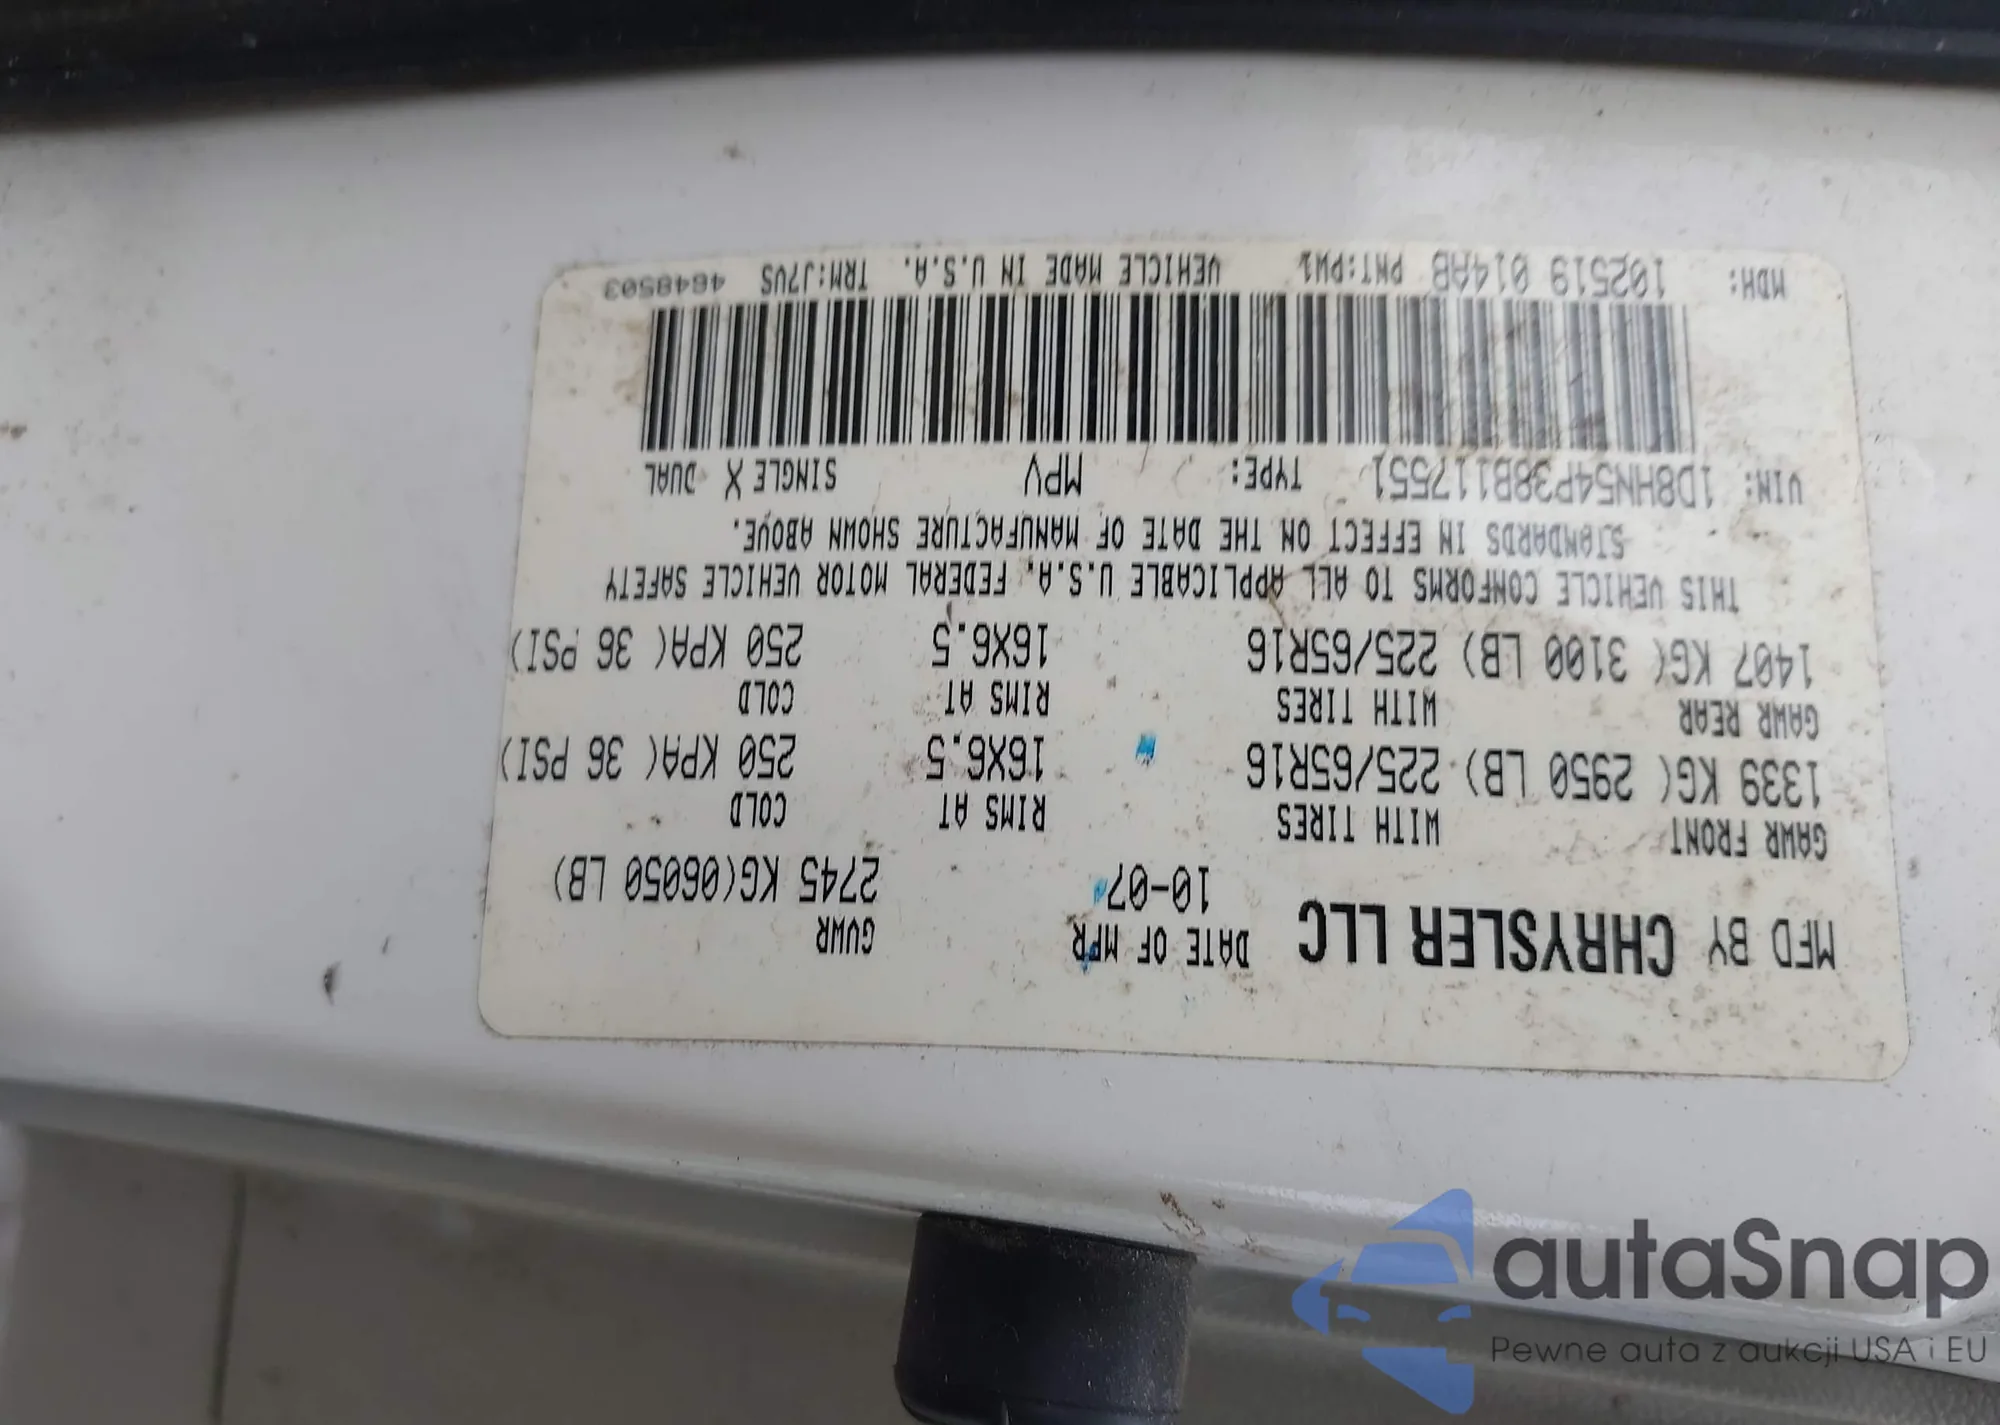 MFD BY CHRYSLER LLC DATE OF MFR GVWR
10-07 2745 KG(06050 LB)
GAWR FRONT WITH TIRES RIMS AT COLD
1339 KG( 2950 LB) 225/65R16 16X6.5 250 KPA( 36 PSI)
GAWR REAR WITH TIRES RIMS AT COLD
1407 KG( 3100 LB) 225/65R16 16X6.5 250 KPA( 36 PSI)
THIS VEHICLE CONFORMS TO ALL APPLICABLE U.S.A. FEDERAL MOTOR VEHICLE SAFETY
STANDARDS IN EFFECT ON THE DATE OF MANUFACTURE SHOWN ABOVE.
VIN: 1D8HN54P38B117551 TYPE: MPV SINGLE X DUAL
MDH: 102519 014AB PNT:PW1 VEHICLE MADE IN U.S.A. TRM:J7US 4648503
autaSnap
Pewne auta z aukcji USA i EU